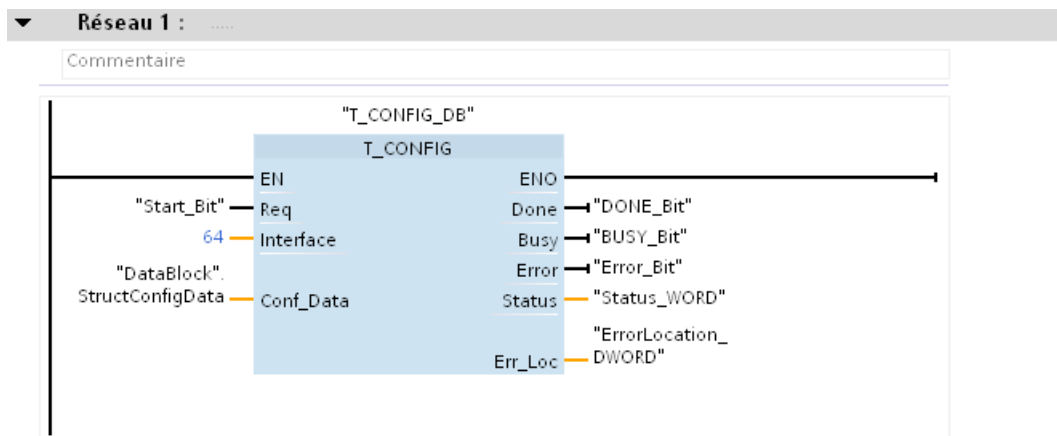 Réseau 1 : .....
Commentaire
"T_CONFIG_DB"
T_CONFIG
EN ENO
"Start_Bit" Req Done "DONE_Bit"
64 Interface Busy "BUSY_Bit"
Error "Error_Bit"
"DataBlock".
StructConfigData Conf_Data Status "Status_WORD"
"ErrorLocation_
Err_Loc DWORD"